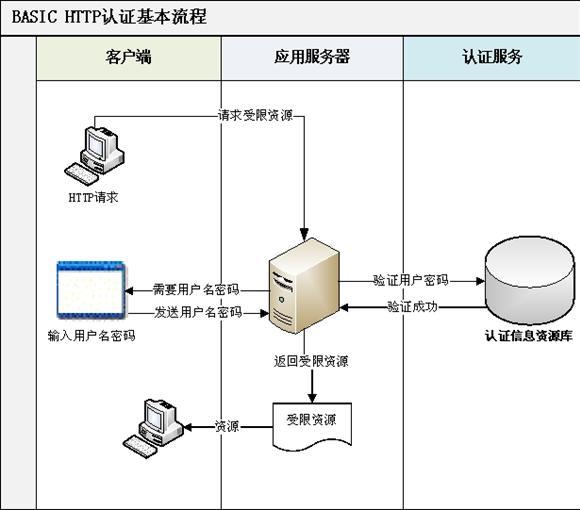 BASIC HTTP认证基本流程
客户端
应用服务器
认证服务
请求受限资源
HTTP请求
需要用户名密码
验证用户密码
发送用户名密码
验证成功
输入用户名密码
认证信息资源库
返回受限资源
资源
受限资源